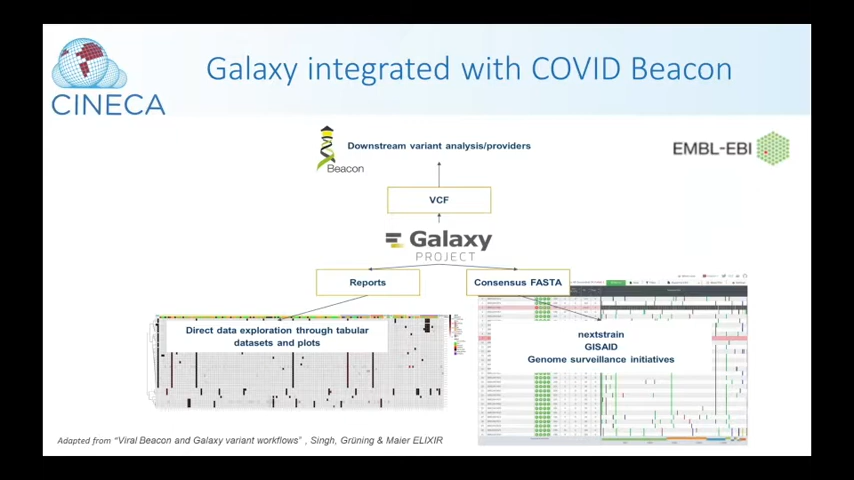 Galaxy integrated with COVID Beacon
CINECA
Beacon
Downstream variant analysis/providers
EMBL-EBI
VCF
Galaxy
PROJECT
Reports
Consensus FASTA
Direct data exploration through tabular
datasets and plots
nextstrain
GISAID
Genome surveillance initiatives
Adapted from "Viral Beacon and Galaxy variant workflows" , Singh, Grüning & Maier ELIXIR